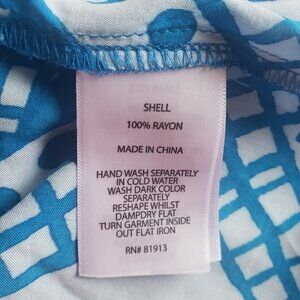 SHELL
100% RAYON
MADE IN CHINA
HAND WASH SEPARATELY
IN COLD WATER
WASH DARK COLOR
SEPARATELY
RESHAPE WHILST
DAMPDRY FLAT
TURN GARMENT INSIDE
OUT FLAT IRON
RN# 81913